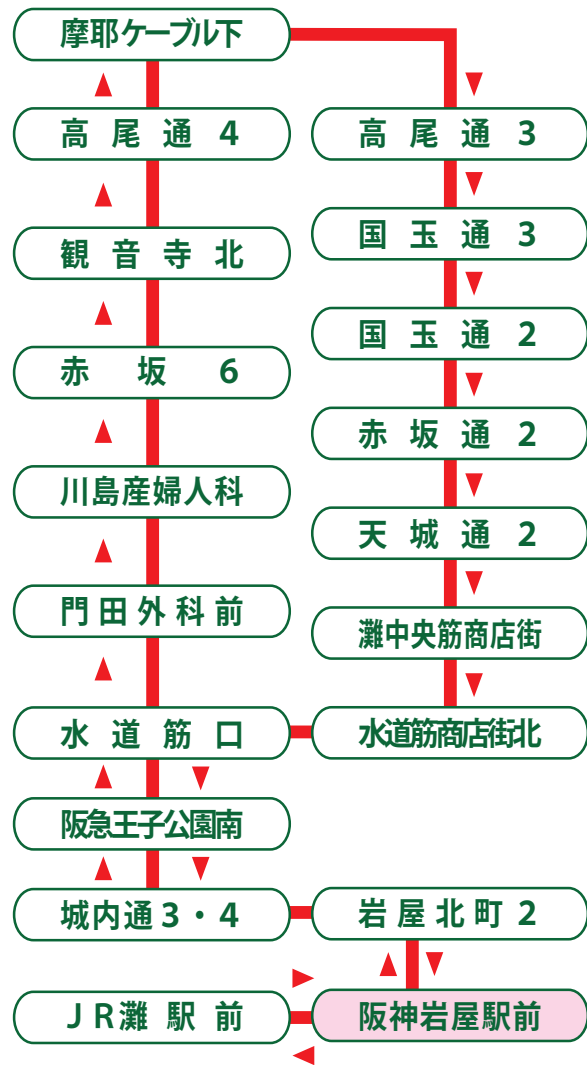 摩耶ケーブル下
高尾通4
高尾通3
観音寺北
国玉通3
赤坂6
国玉通2
川島産婦人科
赤坂通2
門田外科前
天城通2
灘中央筋商店街
水道筋口
水道筋商店街北
阪急王子公園南
城内通3・4
岩屋北町2
JR灘駅前
阪神岩屋駅前